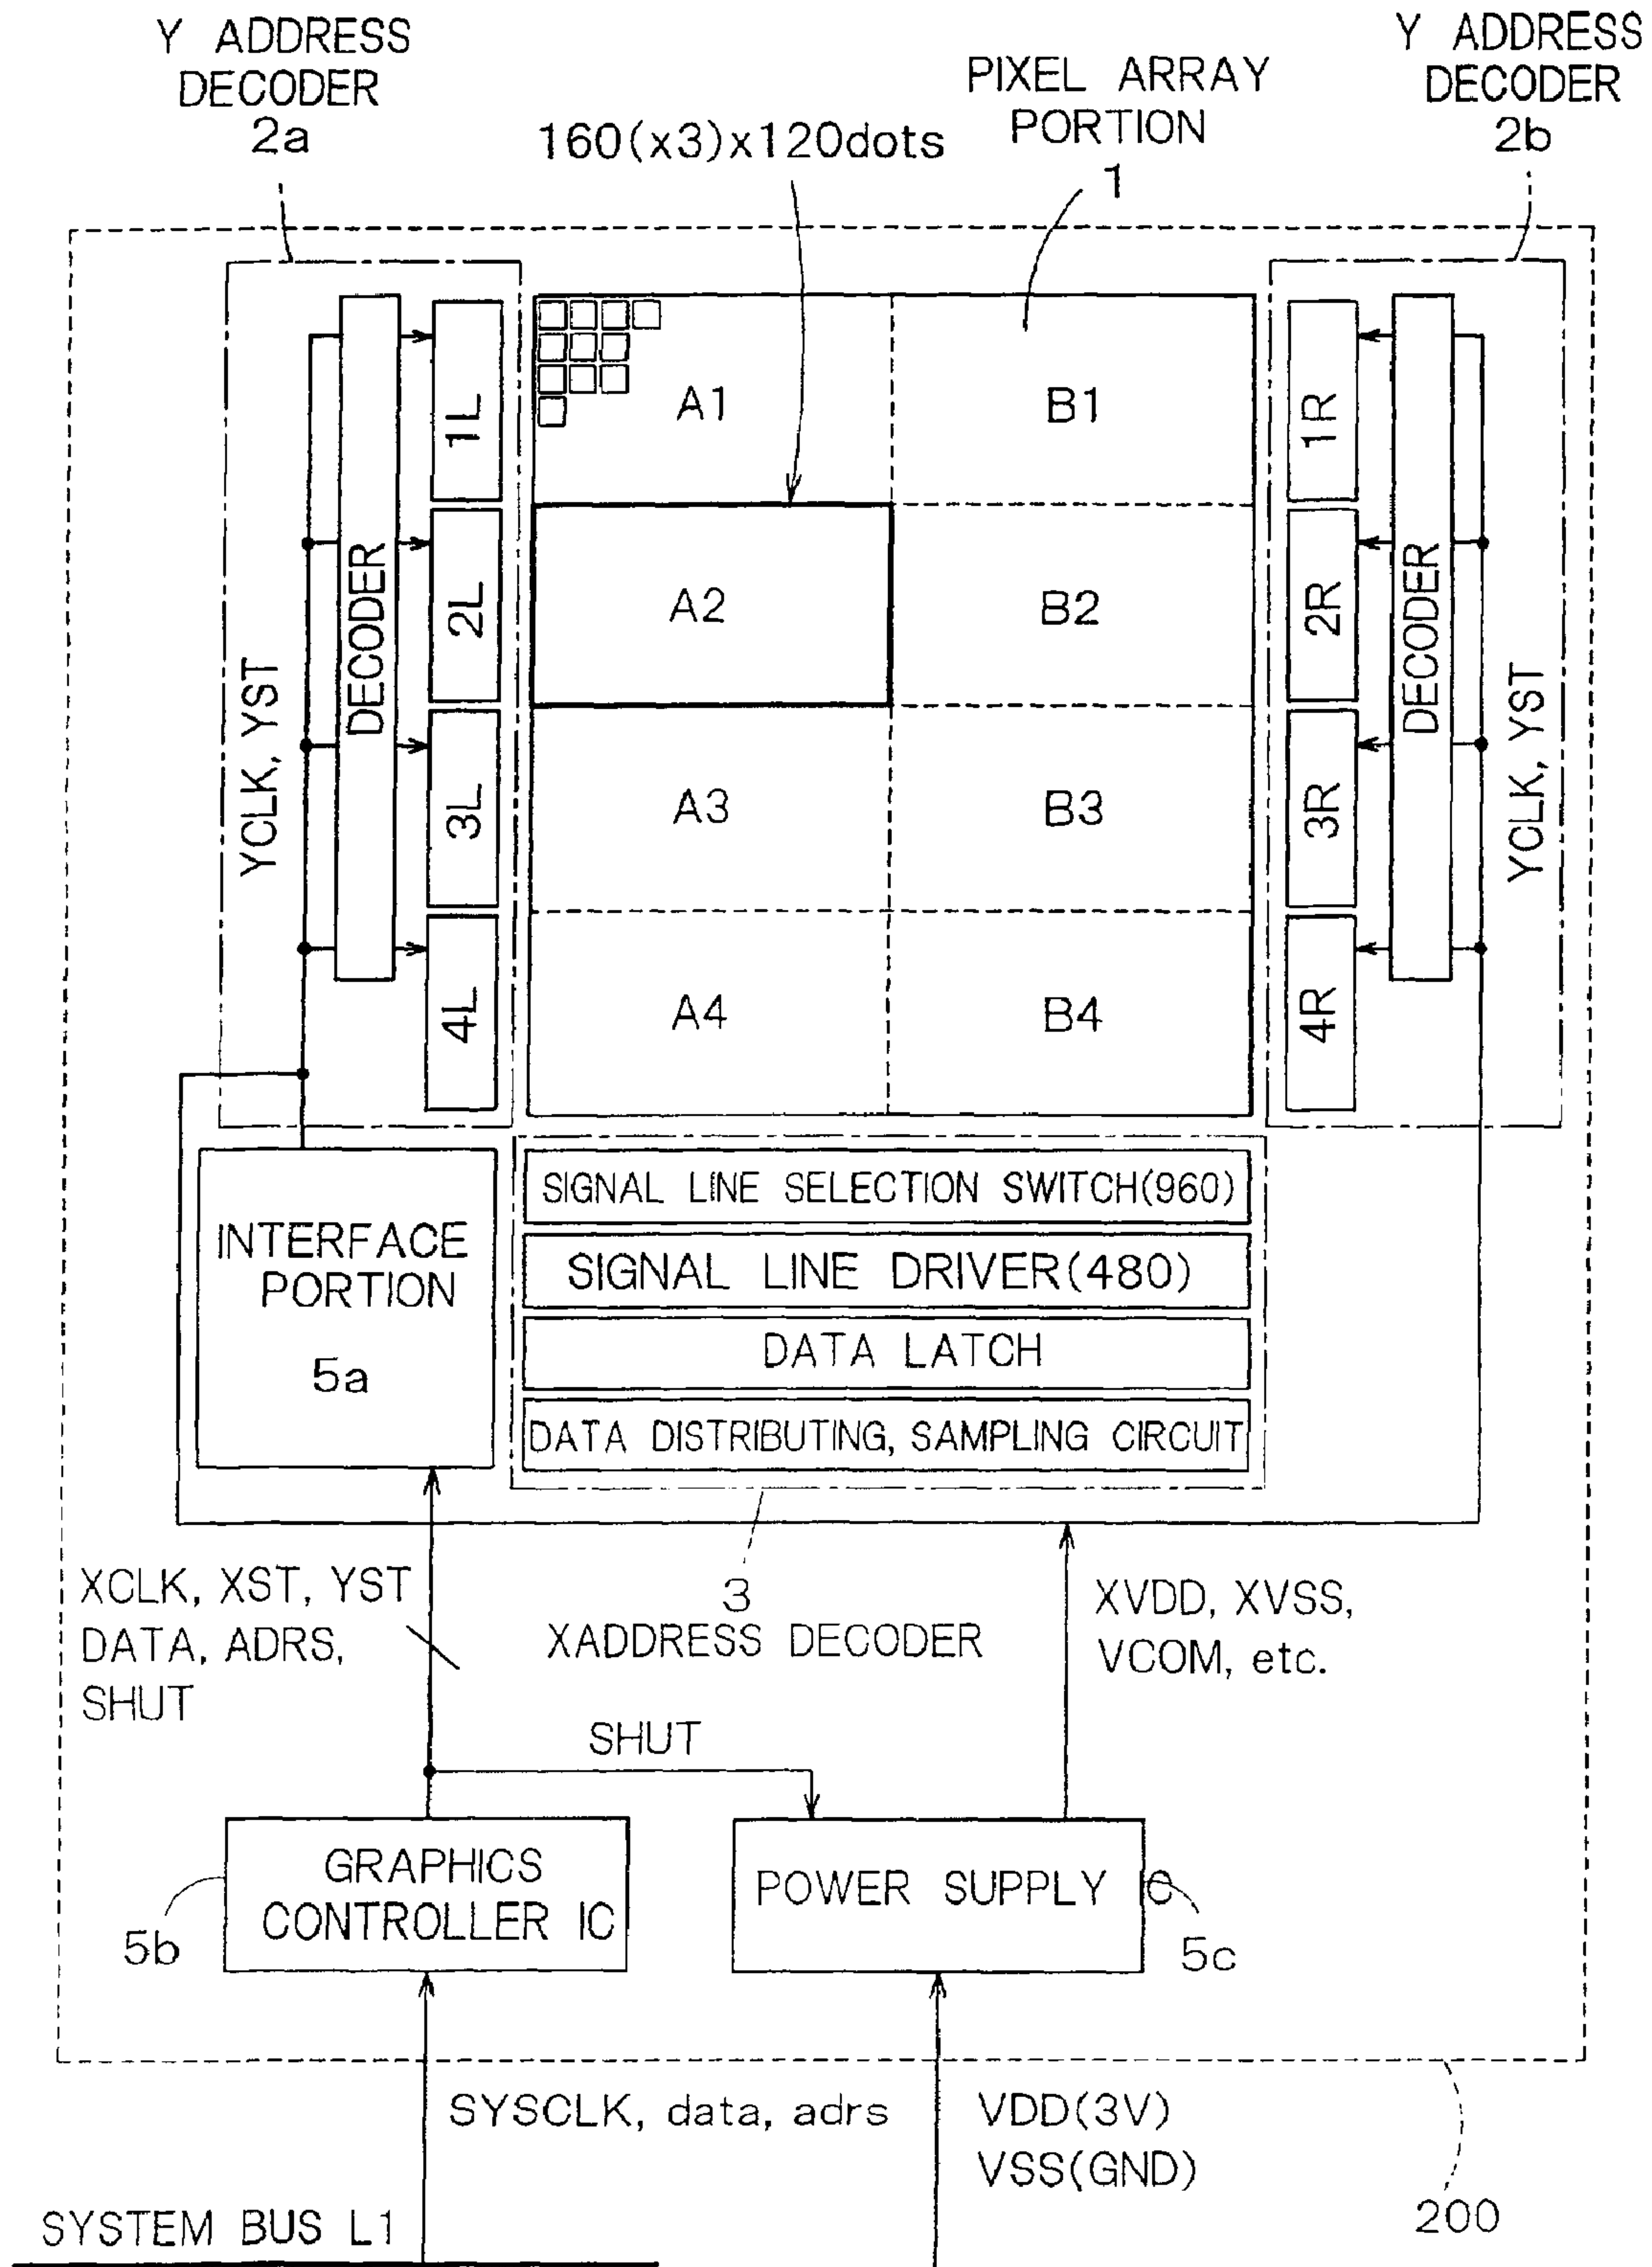 Y ADDRESS
DECODER
2a
160(x3)x120dots
PIXEL ARRAY
PORTION
1
Y ADDRESS
DECODER
2b
YCLK, YST
DECODER
1L
2L
3L
4L
A1
B1
A2
B2
A3
B3
A4
B4
1R
2R
3R
4R
DECODER
YCLK, YST
INTERFACE
PORTION
5a
SIGNAL LINE SELECTION SWITCH(960)
SIGNAL LINE DRIVER(480)
DATA LATCH
DATA DISTRIBUTING, SAMPLING CIRCUIT
XCLK, XST, YST
DATA, ADRS,
SHUT
3
XADDRESS DECODER
XVDD, XVSS,
VCOM, etc.
SHUT
GRAPHICS
CONTROLLER IC
5b
POWER SUPPLY IC
5c
SYSCLK, data, adrs
VDD(3V)
VSS(GND)
200
SYSTEM BUS L1